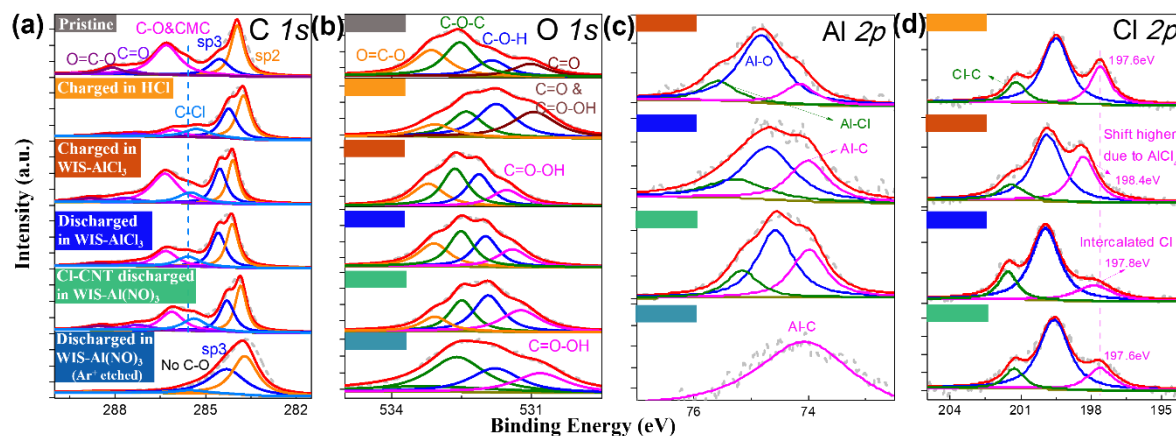 (a)
Pristine
C 1s
C-O&CMC
sp3
sp2
O=C-O
C=O
Charged in HCl
C-Cl
Charged in
WIS-AlCl3
Discharged
in WIS-AlCl3
Cl-CNT discharged
in WIS-Al(NO)3
Discharged in
WIS-Al(NO)3
(Ar+ etched)
sp3
No C-O
288
285
282
(b)
O 1s
C-O-C
C-O-H
O=C-O
C=O
C=O &
C=O-OH
C=O-OH
C=O-OH
534
531
(c)
Al 2p
Al-O
Al-Cl
Al-C
Al-C
76
74
(d)
Cl 2p
Cl-C
197.6eV
Shift higher
due to AlCl
198.4eV
Intercalated Cl
197.8eV
197.6eV
204
201
198
195
Intensity (a.u.)
Binding Energy (eV)